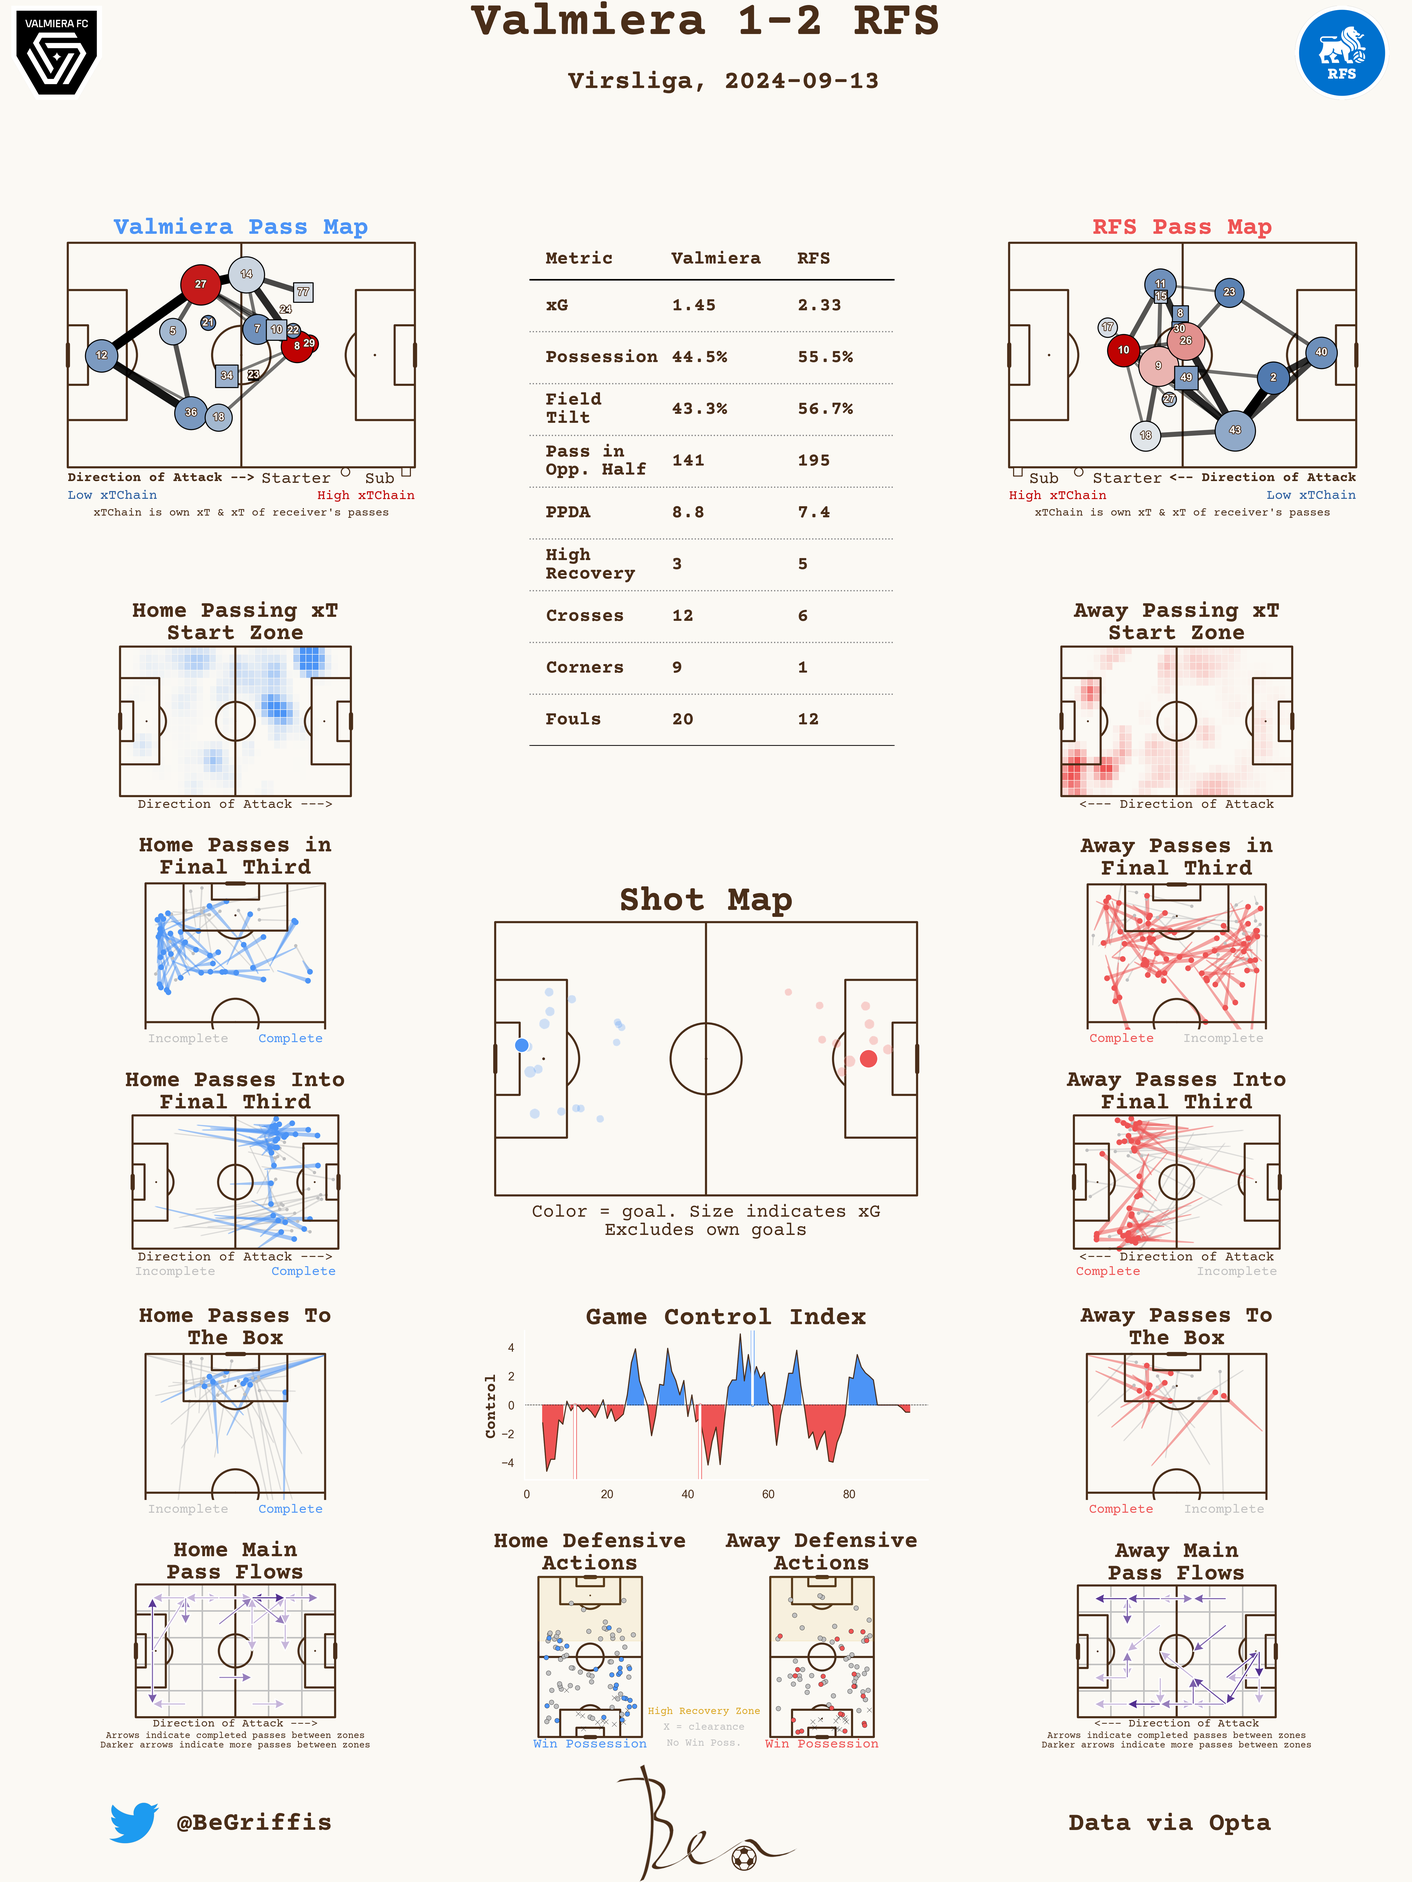 Valmiera 1-2 RFS
VALMIERA FC
RFS
Virsliga, 2024-09-13
Valmiera Pass Map
27
14
77
24
21
5
7
10
22
8
29
12
34
23
36
18
Direction of Attack --> Starter Sub
Low xTChain High xTChain
xTChain is own xT & xT of receiver's passes
Metric Valmiera RFS
xG 1.45 2.33
Possession 44.5% 55.5%
Field
Tilt 43.3% 56.7%
Pass in
Opp. Half 141 195
PPDA 8.8 7.4
High
Recovery 3 5
Crosses 12 6
Corners 9 1
Fouls 20 12
RFS Pass Map
11
15
23
8
17
30
26
10
40
9
49
2
27
18
43
Sub Starter <-- Direction of Attack
High xTChain Low xTChain
xTChain is own xT & xT of receiver's passes
Home Passing xT
Start Zone
Direction of Attack --->
Away Passing xT
Start Zone
<--- Direction of Attack
Home Passes in
Final Third
Incomplete Complete
Away Passes in
Final Third
Complete Incomplete
Shot Map
Color = goal. Size indicates xG
Excludes own goals
Home Passes Into
Final Third
Direction of Attack --->
Incomplete Complete
Away Passes Into
Final Third
<--- Direction of Attack
Complete Incomplete
Home Passes To
The Box
Incomplete Complete
Game Control Index
Control
4
2
0
−2
−4
0 20 40 60 80
Away Passes To
The Box
Complete Incomplete
Home Main
Pass Flows
Direction of Attack --->
Arrows indicate completed passes between zones
Darker arrows indicate more passes between zones
Home Defensive
Actions
Win Possession
High Recovery Zone
X = clearance
No Win Poss.
Away Defensive
Actions
Win Possession
Away Main
Pass Flows
<--- Direction of Attack
Arrows indicate completed passes between zones
Darker arrows indicate more passes between zones
@BeGriffis
Ben
Data via Opta